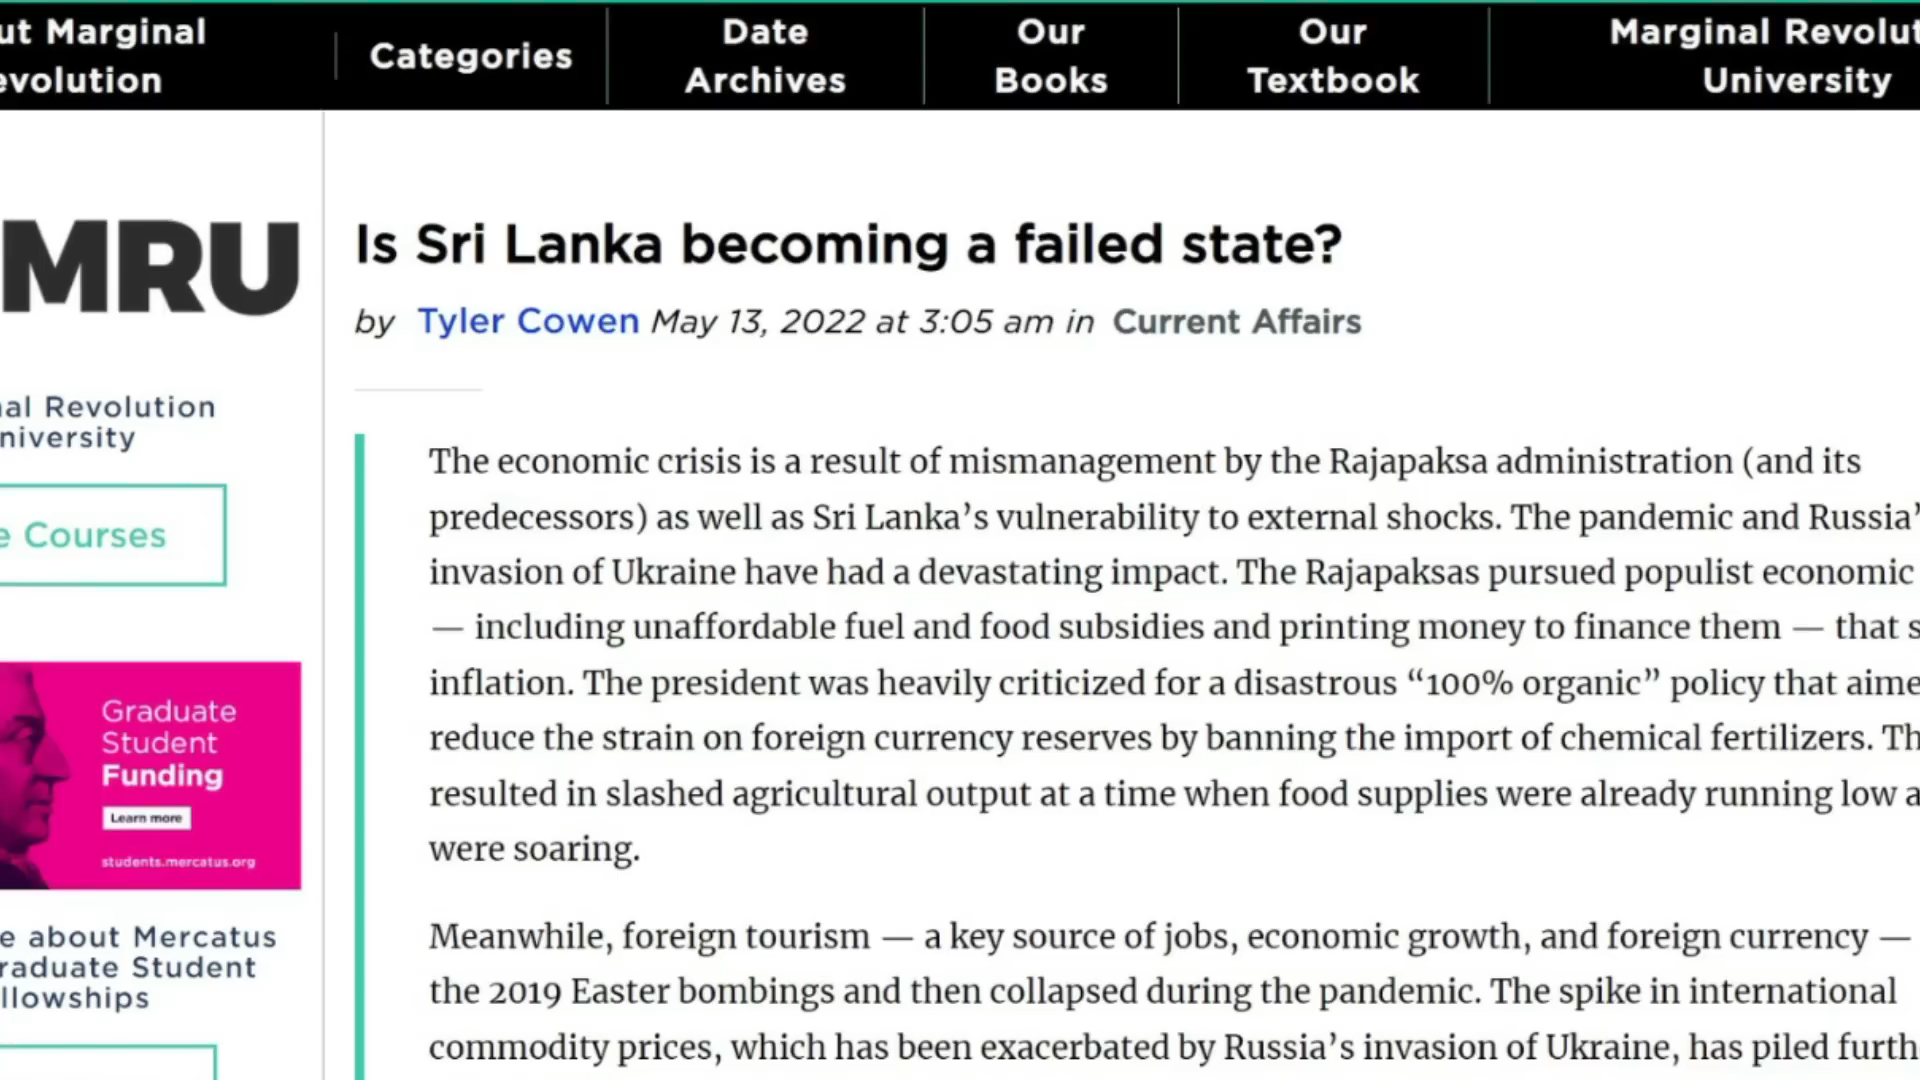 ut Marginal
evolution
Categories
Date
Archives
Our
Books
Our
Textbook
Marginal Revolut
University
MRU
nal Revolution
niversity
e Courses
Graduate
Student
Funding
Learn more
students.mercatus.org
e about Mercatus
raduate Student
llowships
Is Sri Lanka becoming a failed state?
by Tyler Cowen May 13, 2022 at 3:05 am in Current Affairs
The economic crisis is a result of mismanagement by the Rajapaksa administration (and its
predecessors) as well as Sri Lanka’s vulnerability to external shocks. The pandemic and Russia’
invasion of Ukraine have had a devastating impact. The Rajapaksas pursued populist economic
— including unaffordable fuel and food subsidies and printing money to finance them — that s
inflation. The president was heavily criticized for a disastrous “100% organic” policy that aime
reduce the strain on foreign currency reserves by banning the import of chemical fertilizers. Th
resulted in slashed agricultural output at a time when food supplies were already running low a
were soaring.
Meanwhile, foreign tourism — a key source of jobs, economic growth, and foreign currency —
the 2019 Easter bombings and then collapsed during the pandemic. The spike in international
commodity prices, which has been exacerbated by Russia’s invasion of Ukraine, has piled furth